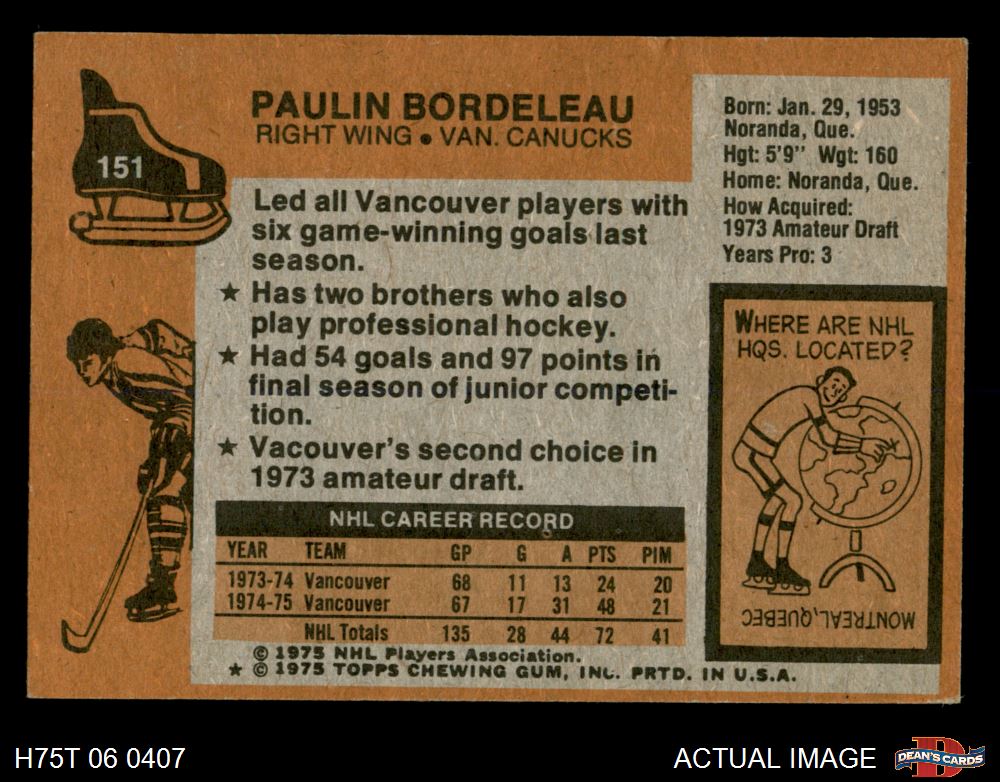 151
PAULIN BORDELEAU
RIGHT WING • VAN. CANUCKS
Born: Jan. 29, 1953
Noranda, Que.
Hgt: 5'9" Wgt: 160
Home: Noranda, Que.
How Acquired:
1973 Amateur Draft
Years Pro: 3
Led all Vancouver players with
six game-winning goals last
season.
★ Has two brothers who also
play professional hockey.
★ Had 54 goals and 97 points in
final season of junior competi-
tion.
★ Vacouver's second choice in
1973 amateur draft.
WHERE ARE NHL
HQS. LOCATED?
MONTREAL, QUEBEC
NHL CAREER RECORD
YEAR TEAM GP G A PTS PIM
1973-74 Vancouver 68 11 13 24 20
1974-75 Vancouver 67 17 31 48 21
NHL Totals 135 28 44 72 41
© 1975 NHL Players Association.
★ © 1975 TOPPS CHEWING GUM, INC. PRTD. IN U.S.A.
H75T 06 0407
ACTUAL IMAGE
D
DEAN'S CARDS